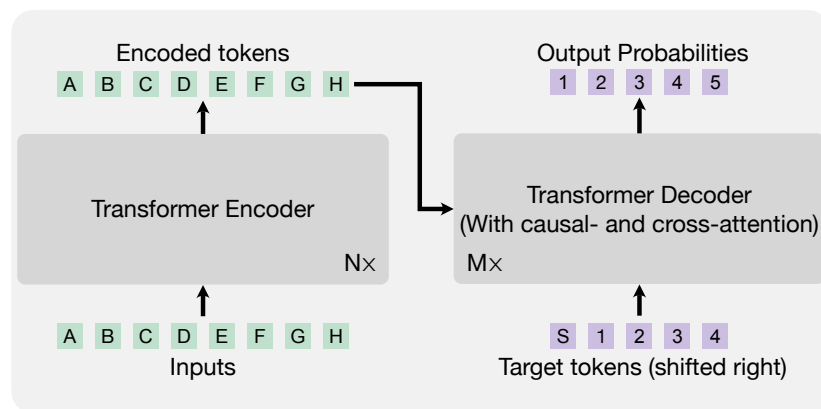 Encoded tokens
A B C D E F G H
Transformer Encoder
N×
A B C D E F G H
Inputs
Output Probabilities
1 2 3 4 5
Transformer Decoder
(With causal- and cross-attention)
M×
S 1 2 3 4
Target tokens (shifted right)